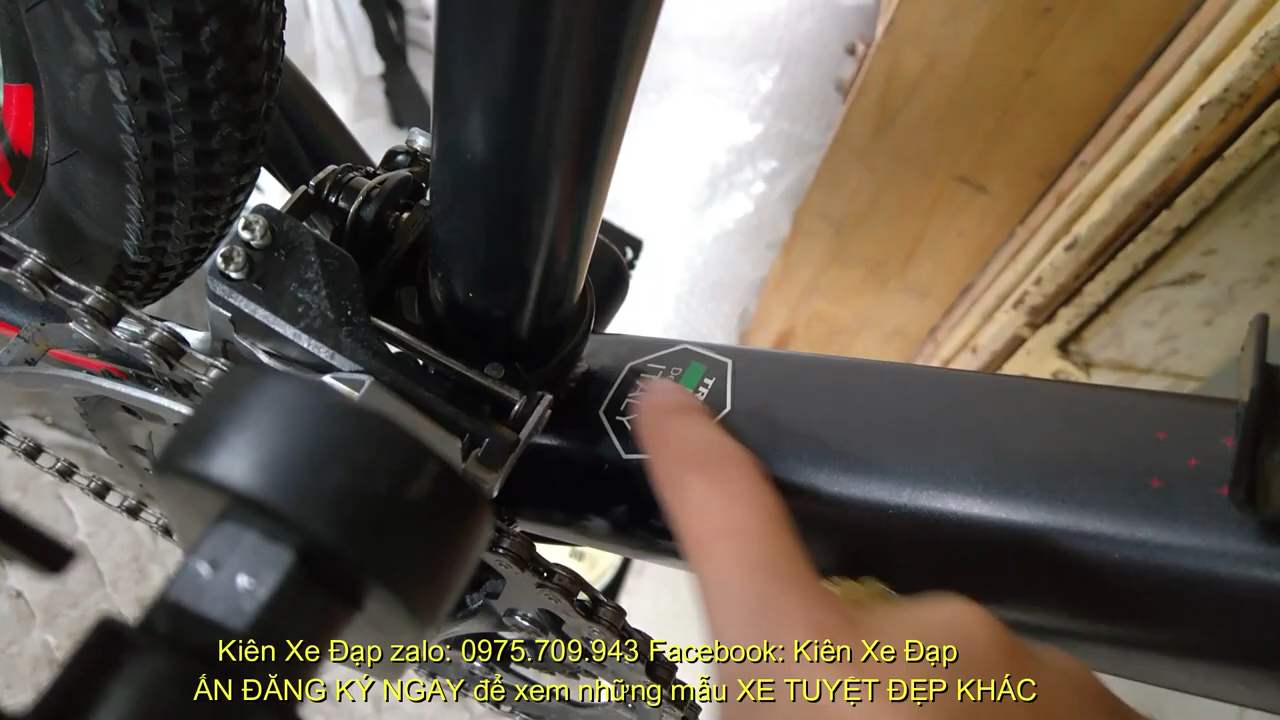 ITALY
Kiên Xe Đạp zalo: 0975.709.943 Facebook: Kiên Xe Đạp
ẤN ĐĂNG KÝ NGAY để xem những mẫu XE TUYỆT ĐẸP KHÁC